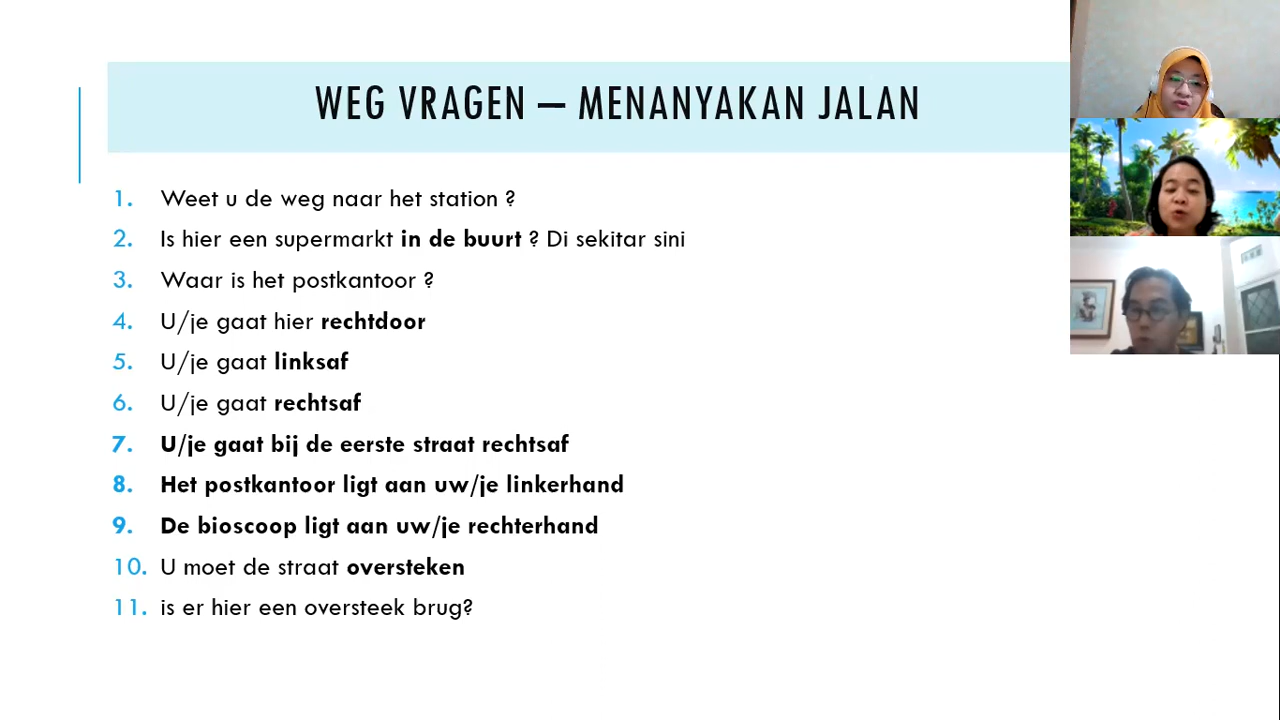 WEG VRAGEN – MENANYAKAN JALAN
1. Weet u de weg naar het station ?
2. Is hier een supermarkt in de buurt ? Di sekitar sini
3. Waar is het postkantoor ?
4. U/je gaat hier rechtdoor
5. U/je gaat linksaf
6. U/je gaat rechtsaf
7. U/je gaat bij de eerste straat rechtsaf
8. Het postkantoor ligt aan uw/je linkerhand
9. De bioscoop ligt aan uw/je rechterhand
10. U moet de straat oversteken
11. is er hier een oversteek brug?